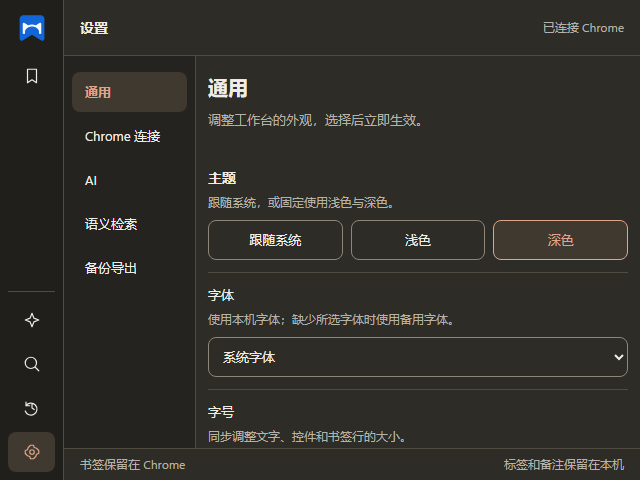 设置
已连接 Chrome
通用
Chrome 连接
AI
语义检索
备份导出
通用
调整工作台的外观，选择后立即生效。
主题
跟随系统，或固定使用浅色与深色。
跟随系统
浅色
深色
字体
使用本机字体；缺少所选字体时使用备用字体。
系统字体
字号
同步调整文字、控件和书签行的大小。
书签保留在 Chrome
标签和备注保留在本机